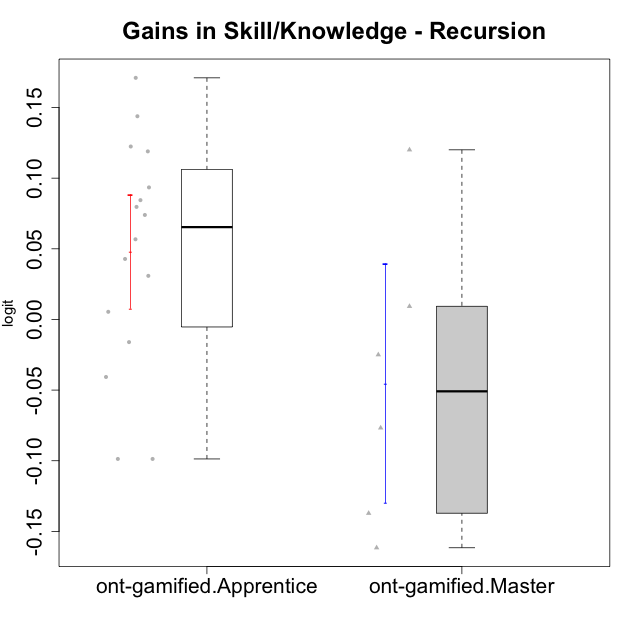 Gains in Skill/Knowledge - Recursion
logit
0.15
0.10
0.05
0.00
-0.05
-0.10
-0.15
ont-gamified.Apprentice
ont-gamified.Master